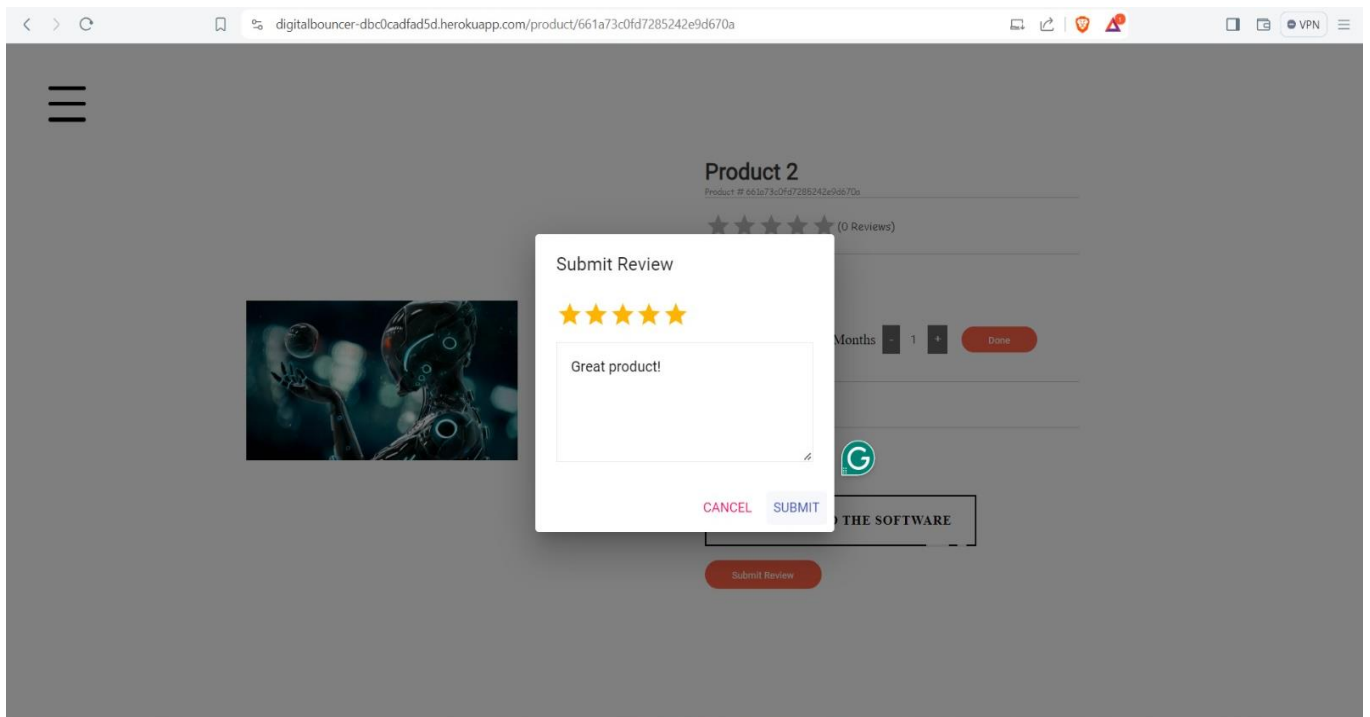 digitalbouncer-dbc0cadfad5d.herokuapp.com/product/661a73c0fd7285242e9d670a
VPN
Product 2
Product # 661a73c0fd7285242e9d670a
(0 Reviews)
Submit Review
Great product!
Months - 1 + Done
CANCEL SUBMIT
THE SOFTWARE
Submit Review